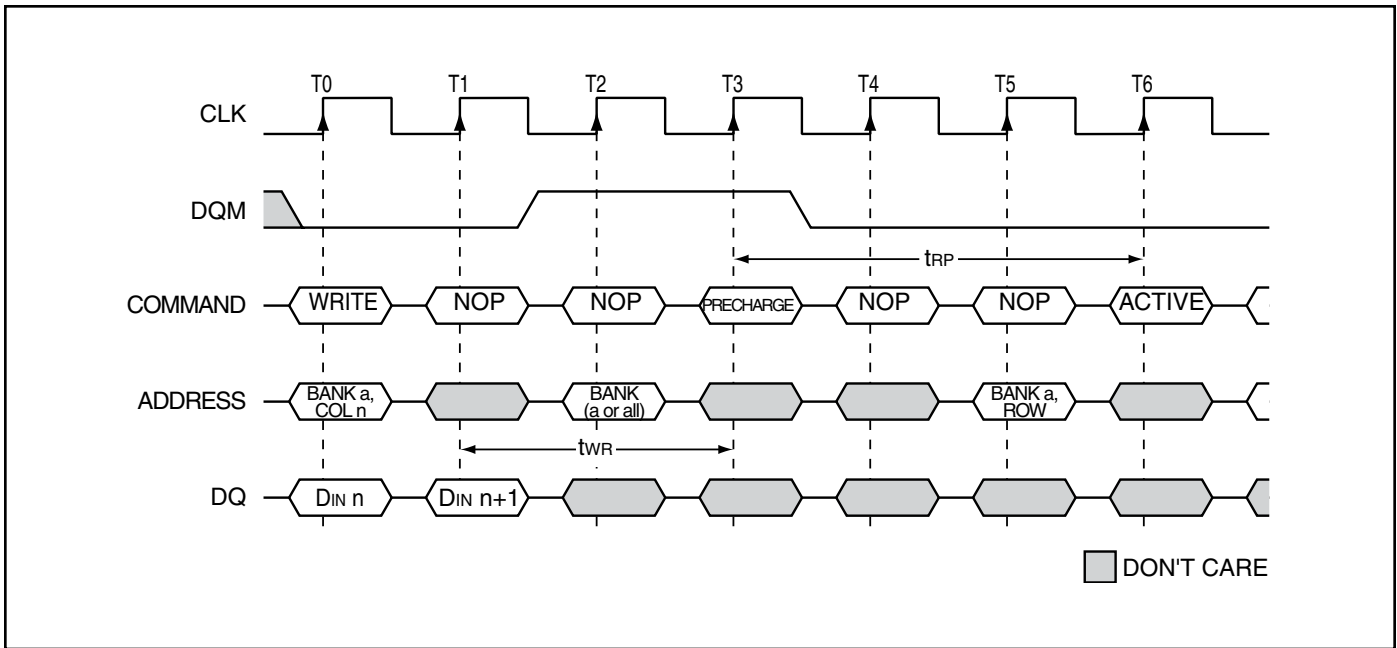 T0 T1 T2 T3 T4 T5 T6
CLK
DQM
tRP
COMMAND WRITE NOP NOP PRECHARGE NOP NOP ACTIVE
ADDRESS BANK a, COL n BANK (a or all) BANK a, ROW
tWR
DQ DIN n DIN n+1
DON'T CARE